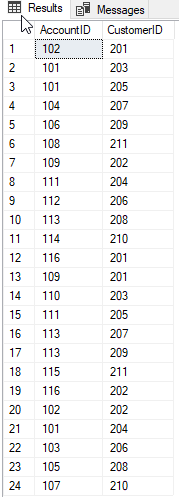 Results Messages
AccountID CustomerID
1 102 201
2 101 203
3 101 205
4 104 207
5 106 209
6 108 211
7 109 202
8 111 204
9 112 206
10 113 208
11 114 210
12 116 201
13 109 201
14 110 203
15 111 205
16 113 207
17 113 209
18 115 211
19 116 202
20 102 202
21 101 204
22 103 206
23 105 208
24 107 210